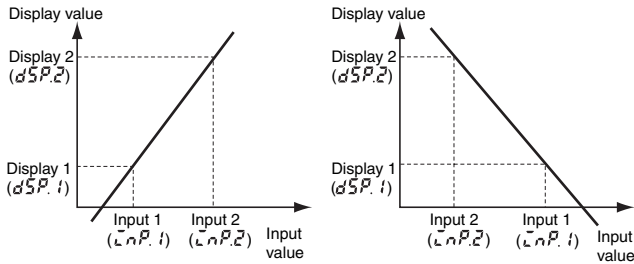 Display value
Display 2
(dSP.2)
Display 1
(dSP.1)
Input 1
(inP.1)
Input 2
(inP.2)
Input
value
Display value
Display 2
(dSP.2)
Display 1
(dSP.1)
Input 2
(inP.2)
Input 1
(inP.1)
Input
value